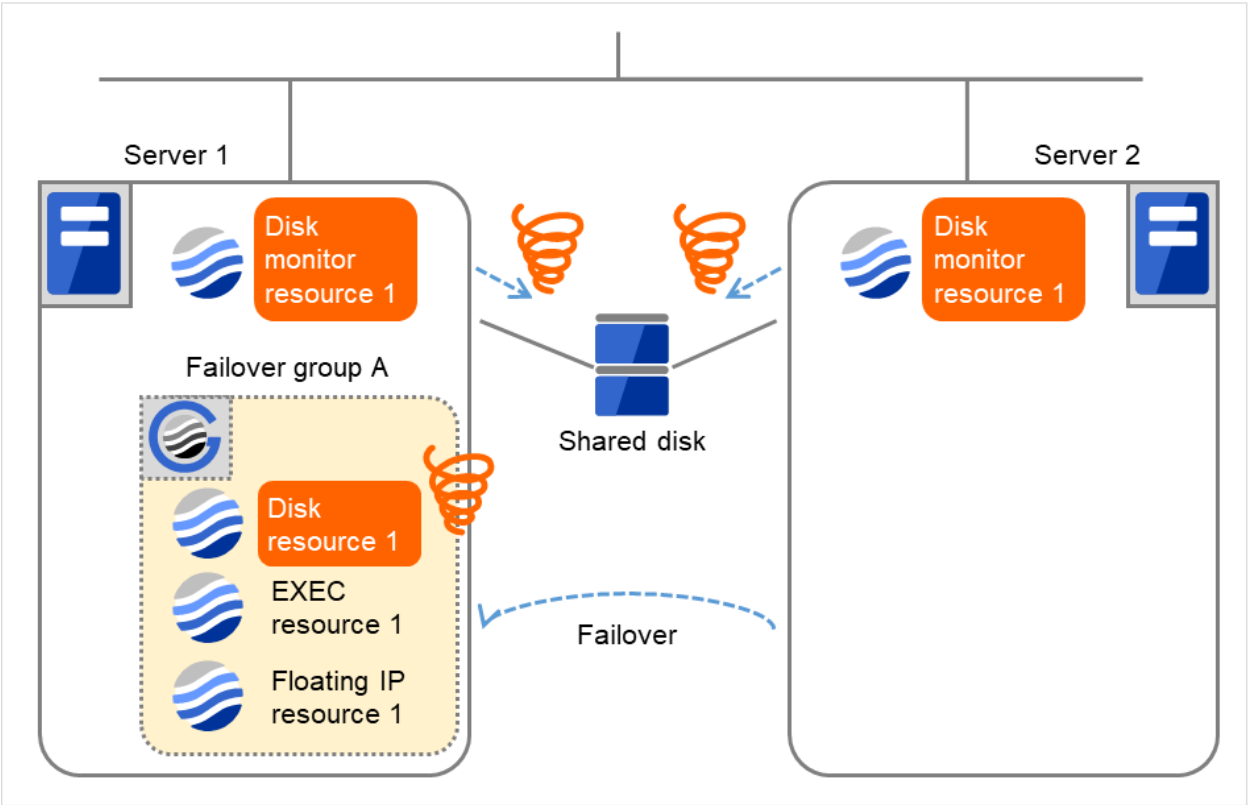 Server 1
Server 2
Disk
monitor
resource 1
Disk
monitor
resource 1
Failover group A
Shared disk
Disk
resource 1
EXEC
resource 1
Failover
Floating IP
resource 1